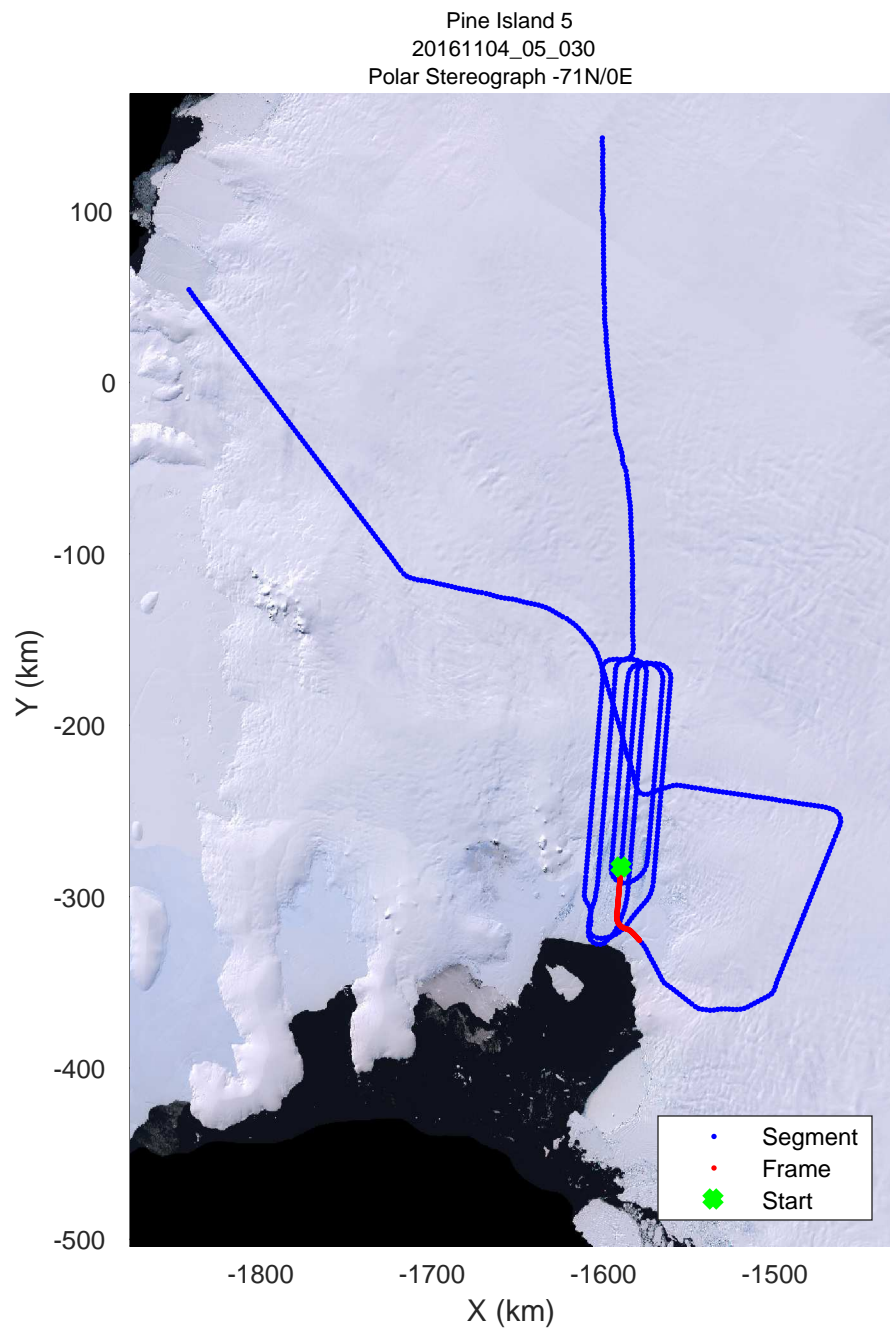 Pine Island 5
20161104_05_030
Polar Stereograph -71N/0E
100
0
-100
-200
-300
-400
-500
Y (km)
-1800
-1700
-1600
-1500
X (km)
Segment
Frame
Start